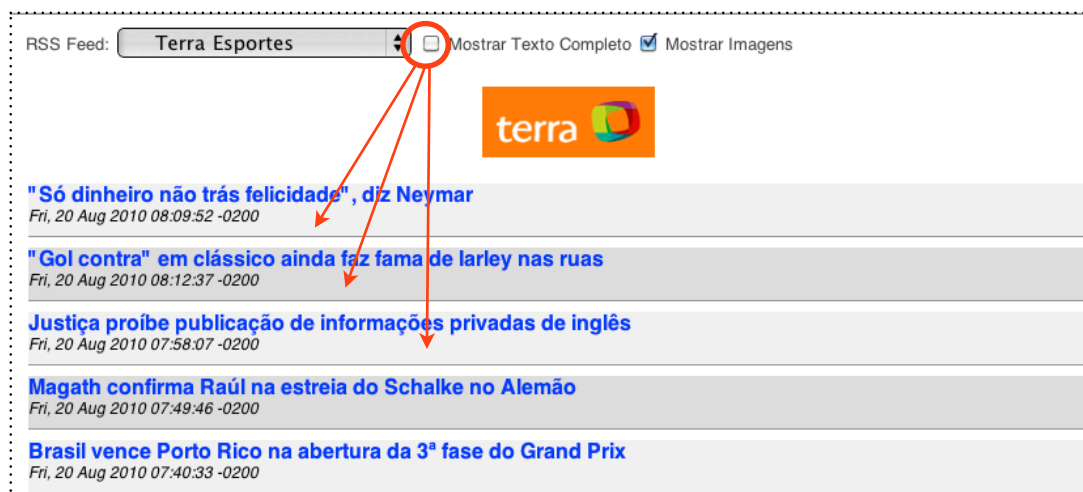 RSS Feed: Terra Esportes Mostrar Texto Completo Mostrar Imagens
terra
"Só dinheiro não trás felicidade", diz Neymar
Fri, 20 Aug 2010 08:09:52 -0200
"Gol contra" em clássico ainda faz fama de Iarley nas ruas
Fri, 20 Aug 2010 08:12:37 -0200
Justiça proíbe publicação de informações privadas de inglês
Fri, 20 Aug 2010 07:58:07 -0200
Magath confirma Raúl na estreia do Schalke no Alemão
Fri, 20 Aug 2010 07:49:46 -0200
Brasil vence Porto Rico na abertura da 3ª fase do Grand Prix
Fri, 20 Aug 2010 07:40:33 -0200